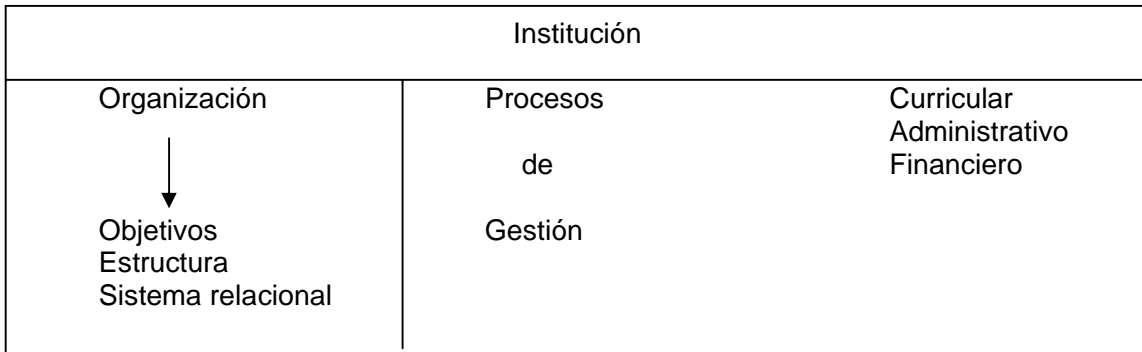 Institución
Organización
Objetivos
Estructura
Sistema relacional
Procesos
de
Gestión
Curricular
Administrativo
Financiero